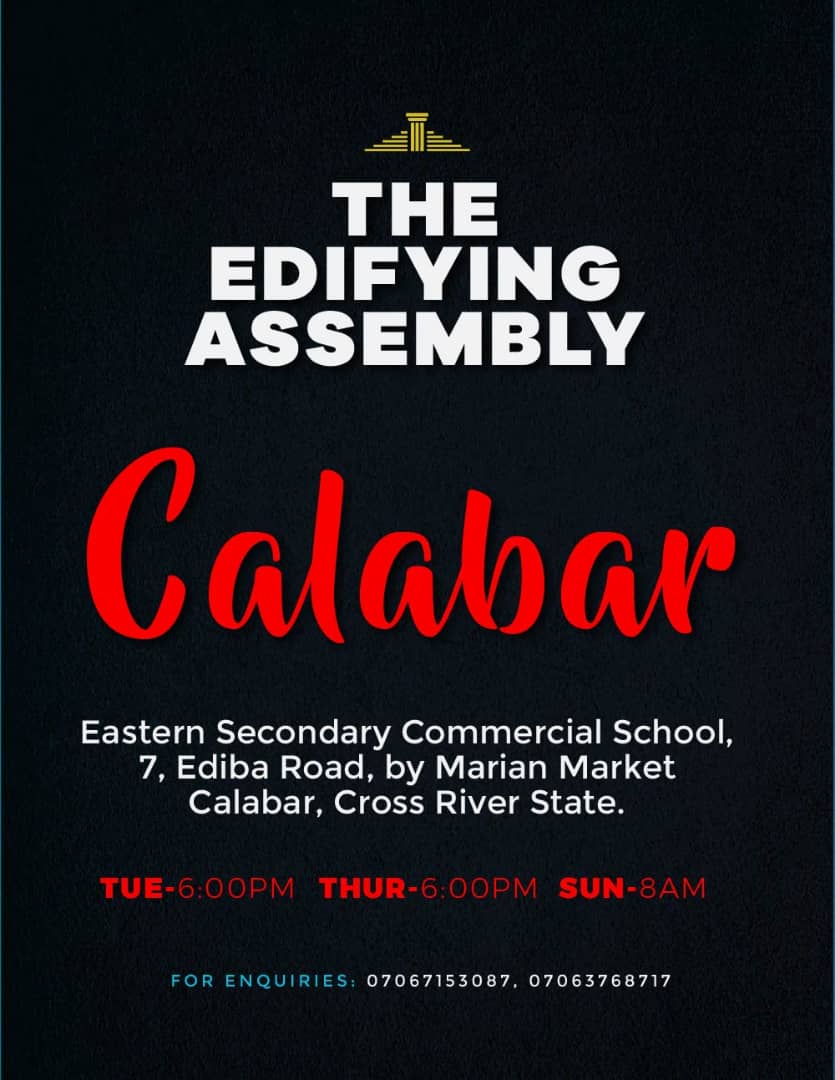 THE
EDIFYING
ASSEMBLY
Calabar
Eastern Secondary Commercial School,
7, Ediba Road, by Marian Market
Calabar, Cross River State.
TUE-6:00PM THUR-6:00PM SUN-8AM
FOR ENQUIRIES: 07067153087, 07063768717